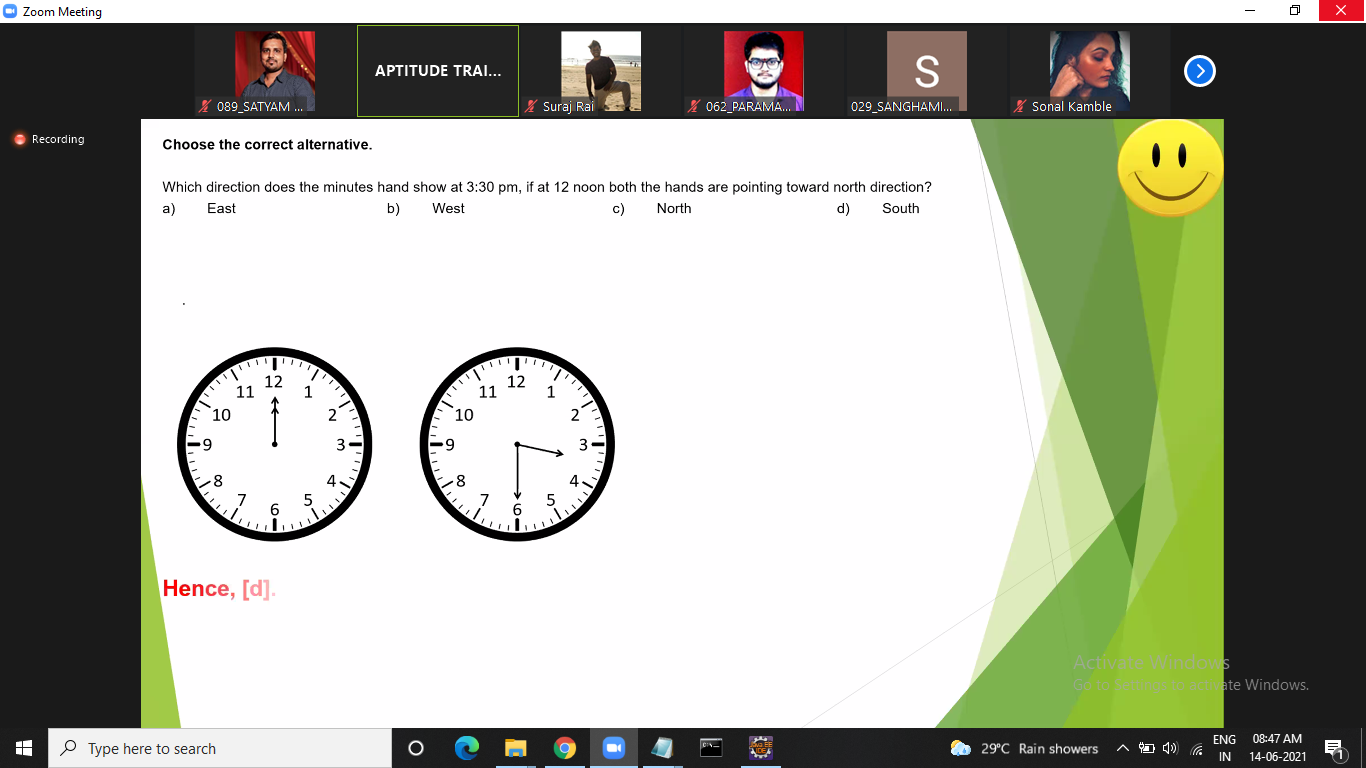 Zoom Meeting
APTITUDE TRAI...
S
089_SATYAM ...
Suraj Rai
062_PARAMA...
029_SANGHAMI...
Sonal Kamble
Recording
Choose the correct alternative.
Which direction does the minutes hand show at 3:30 pm, if at 12 noon both the hands are pointing toward north direction?
a) East b) West c) North d) South
.
12 1 2 3 4 5 6 7 8 9 10 11
12 1 2 3 4 5 6 7 8 9 10 11
Hence, [d].
Activate Windows
Go to Settings to activate Windows.
Type here to search
29°C Rain showers
ENG
IN
08:47 AM
14-06-2021
1